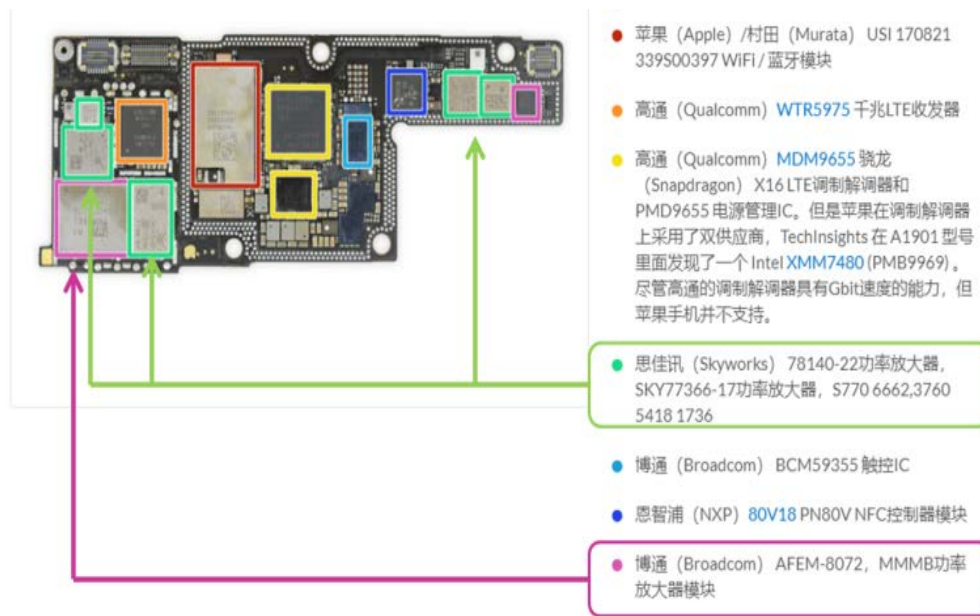 苹果（Apple）/村田（Murata） USI 170821
339S00397 WiFi / 蓝牙模块
高通（Qualcomm） WTR5975 千兆LTE收发器
高通（Qualcomm） MDM9655 骁龙
（Snapdragon） X16 LTE调制解调器和
PMD9655 电源管理IC。但是苹果在调制解调器
上采用了双供应商，TechInsights 在 A1901 型号
里面发现了一个 Intel XMM7480 (PMB9969) 。
尽管高通的调制解调器具有Gbit速度的能力，但
苹果手机并不支持。
思佳讯（Skyworks） 78140-22功率放大器，
SKY77366-17功率放大器，S770 6662,3760
5418 1736
博通（Broadcom） BCM59355 触控IC
恩智浦（NXP） 80V18 PN80V NFC控制器模块
博通（Broadcom） AFEM-8072，MMMB功率
放大器模块